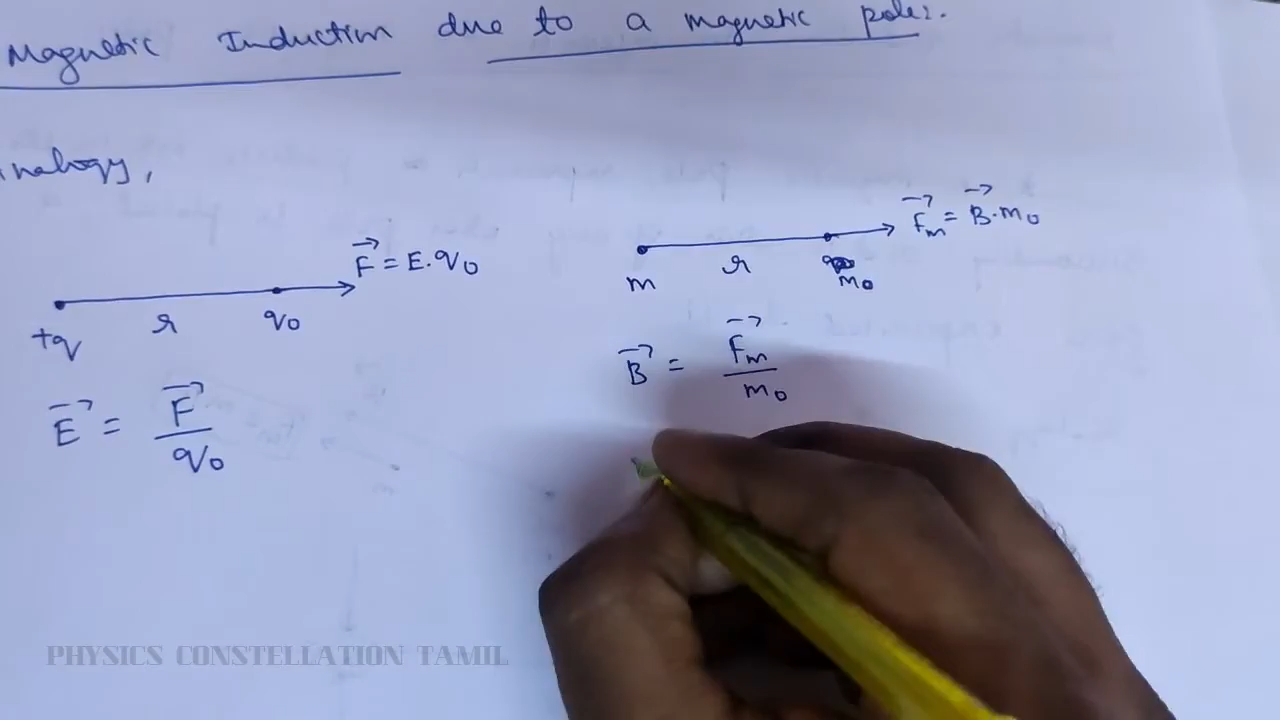 Magnetic Induction due to a magnetic pole:.
nalogy,
F = E.q0
+q r q0
E = F / q0
Fm = B.m0
m r m0
B = Fm / m0
PHYSICS CONSTELLATION TAMIL